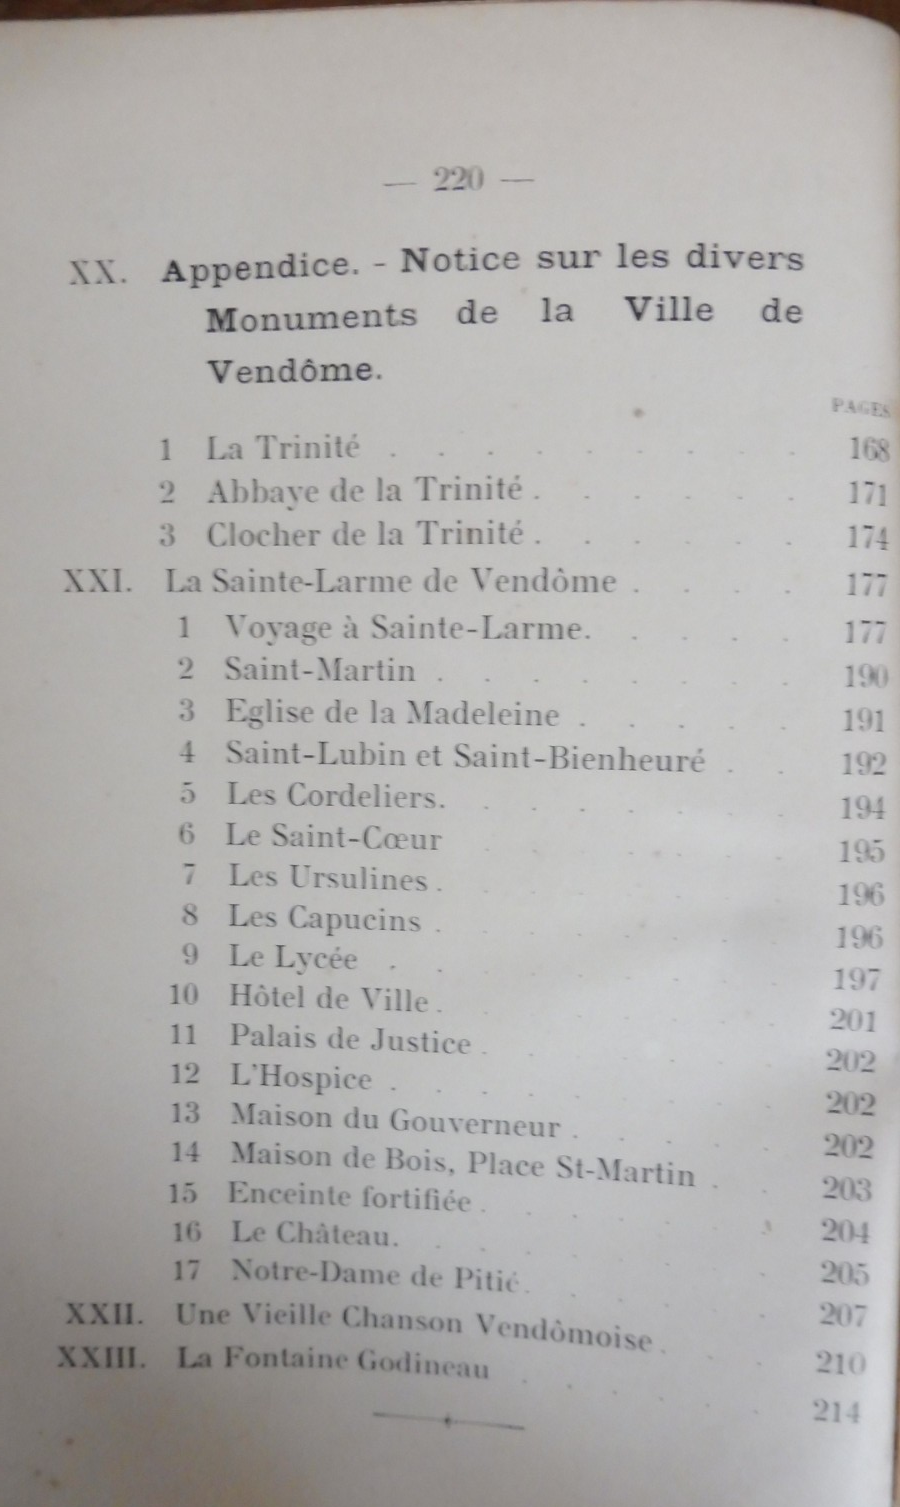 — 220 —
XX. Appendice. - Notice sur les divers
Monuments de la Ville de
Vendôme.
PAGES
1 La Trinité . . . . . . . . . 168
2 Abbaye de la Trinité . . . . . . 171
3 Clocher de la Trinité . . . . . . 174
XXI. La Sainte-Larme de Vendôme . . . . 177
1 Voyage à Sainte-Larme. . . . . 177
2 Saint-Martin . . . . . . . . 190
3 Eglise de la Madeleine . . . . . 191
4 Saint-Lubin et Saint-Bienheuré . . 192
5 Les Cordeliers. . . . . . . . 194
6 Le Saint-Cœur . . . . . . . 195
7 Les Ursulines . . . . . . . . 196
8 Les Capucins . . . . . . . . 196
9 Le Lycée . . . . . . . . . 197
10 Hôtel de Ville . . . . . . . . 201
11 Palais de Justice . . . . . . . 202
12 L'Hospice . . . . . . . . . 202
13 Maison du Gouverneur . . . . . 202
14 Maison de Bois, Place St-Martin . . 203
15 Enceinte fortifiée . . . . . . . 204
16 Le Château. . . . . . . . . 205
17 Notre-Dame de Pitié . . . . . . 207
XXII. Une Vieille Chanson Vendômoise . . . 210
XXIII. La Fontaine Godineau . . . . . . 214